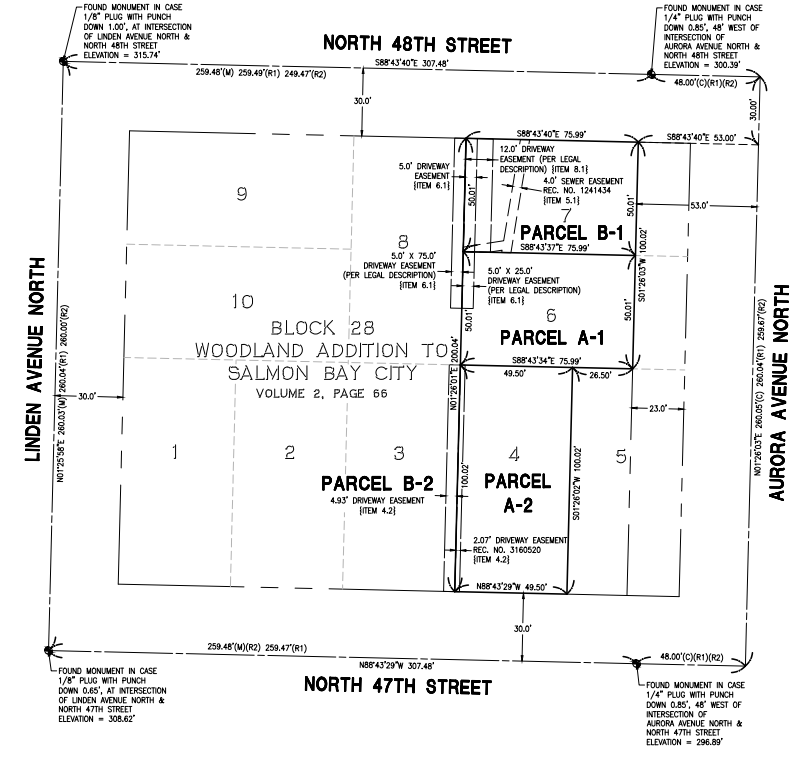 FOUND MONUMENT IN CASE
1/8" PLUG WITH PUNCH
DOWN 1.00', AT INTERSECTION
OF LINDEN AVENUE NORTH &
NORTH 48TH STREET
ELEVATION = 315.74'
FOUND MONUMENT IN CASE
1/4" PLUG WITH PUNCH
DOWN 0.85', 48' WEST OF
INTERSECTION OF
AURORA AVENUE NORTH &
NORTH 48TH STREET
ELEVATION = 300.39'
NORTH 48TH STREET
S88°43'40"E 307.48'
259.48'(M) 259.49'(R1) 249.47'(R2)
48.00'(C)(R1)(R2)
30.0'
30.00'
S88°43'40"E 75.99'
S88°43'40"E 53.00'
12.0' DRIVEWAY
EASEMENT (PER LEGAL
DESCRIPTION) {ITEM 8.1}
5.0' DRIVEWAY
EASEMENT
{ITEM 6.1}
4.0' SEWER EASEMENT
REC. NO. 1241434
{ITEM 5.1}
50.01'
50.01'
53.0'
9
7
PARCEL B-1
8
S88°43'37"E 75.99'
S01°26'03"W 100.02'
5.0' X 75.0'
DRIVEWAY EASEMENT
(PER LEGAL DESCRIPTION)
{ITEM 6.1}
5.0' X 25.0'
DRIVEWAY EASEMENT
(PER LEGAL DESCRIPTION)
{ITEM 6.1}
10
6
50.01'
50.01'
BLOCK 28
WOODLAND ADDITION TO
SALMON BAY CITY
VOLUME 2, PAGE 66
PARCEL A-1
S88°43'34"E 75.99'
49.50'
26.50'
N01°26'01"E 200.04'
LINDEN AVENUE NORTH
N01°25'58"E 260.03'(M) 260.04'(R1) 260.00'(R2)
30.0'
23.0'
N01°26'03"E 260.05'(C) 260.04'(R1) 259.67'(R2)
AURORA AVENUE NORTH
1
2
3
4
5
PARCEL B-2
4.93' DRIVEWAY EASEMENT
{ITEM 4.2}
100.02'
PARCEL
A-2
S01°26'02"W 100.02'
2.07' DRIVEWAY EASEMENT
REC. NO. 3160520
{ITEM 4.2}
N88°43'29"W 49.50'
30.0'
259.48'(M)(R2) 259.47'(R1)
48.00'(C)(R1)(R2)
N88°43'29"W 307.48'
NORTH 47TH STREET
FOUND MONUMENT IN CASE
1/8" PLUG WITH PUNCH
DOWN 0.65', AT INTERSECTION
OF LINDEN AVENUE NORTH &
NORTH 47TH STREET
ELEVATION = 308.62'
FOUND MONUMENT IN CASE
1/4" PLUG WITH PUNCH
DOWN 0.85', 48' WEST OF
INTERSECTION OF
AURORA AVENUE NORTH &
NORTH 47TH STREET
ELEVATION = 296.89'